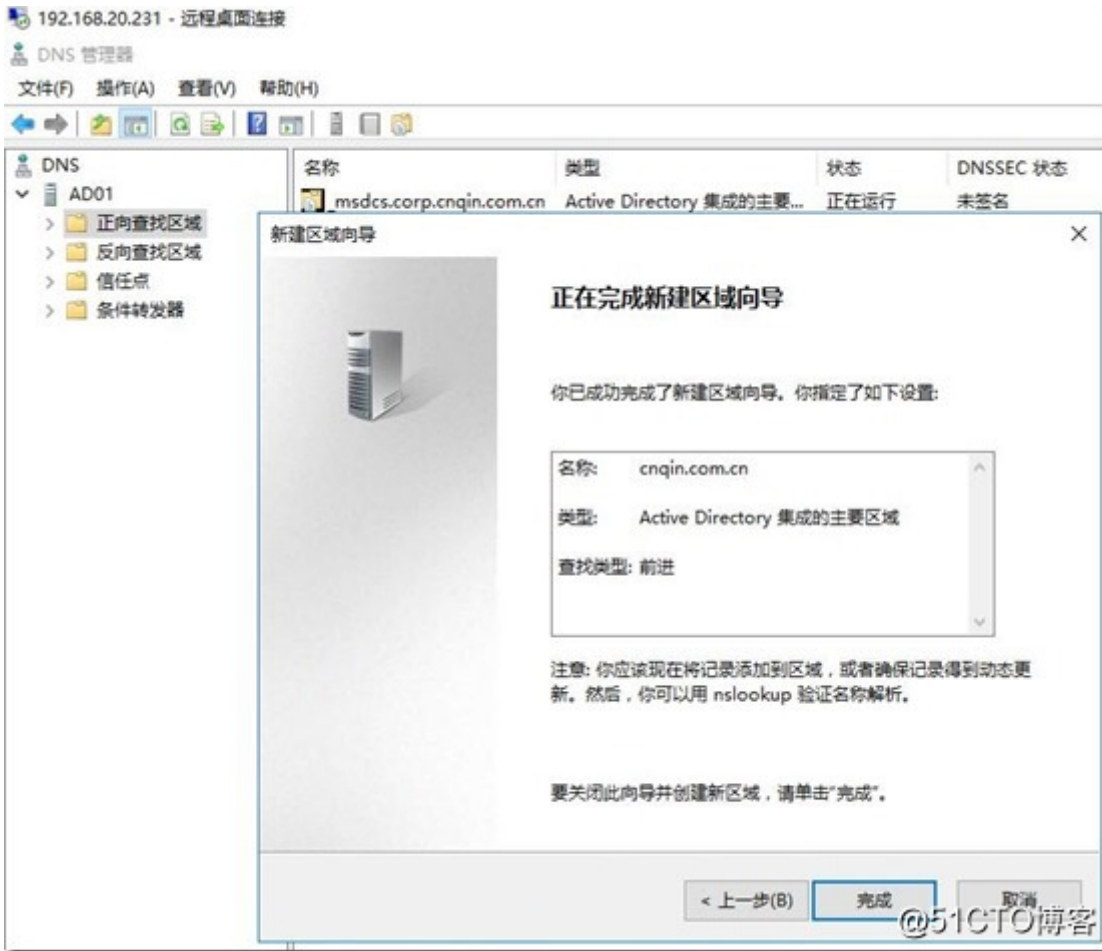 192.168.20.231 - 远程桌面连接
DNS 管理器
文件(F) 操作(A) 查看(V) 帮助(H)
DNS
AD01
正向查找区域
反向查找区域
信任点
条件转发器
名称 类型 状态 DNSSEC 状态
_msdcs.corp.cnqin.com.cn Active Directory 集成的主要... 正在运行 未签名
新建区域向导
正在完成新建区域向导
你已成功完成了新建区域向导。你指定了如下设置:
名称: cnqin.com.cn
类型: Active Directory 集成的主要区域
查找类型: 前进
注意: 你应该现在将记录添加到区域，或者确保记录得到动态更
新。然后，你可以用 nslookup 验证名称解析。
要关闭此向导并创建新区域，请单击"完成"。
< 上一步(B) 完成 取消
@51CTO博客